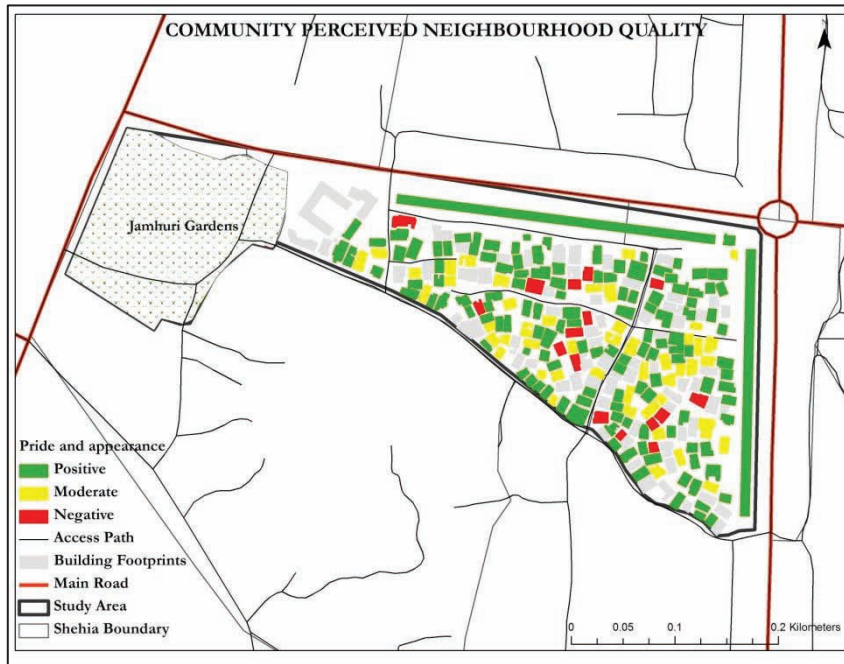 COMMUNITY PERCEIVED NEIGHBOURHOOD QUALITY
Jamhuri Gardens
Pride and appearance
Positive
Moderate
Negative
Access Path
Building Footprints
Main Road
Study Area
Shehia Boundary
0 0.05 0.1 0.2 Kilometers